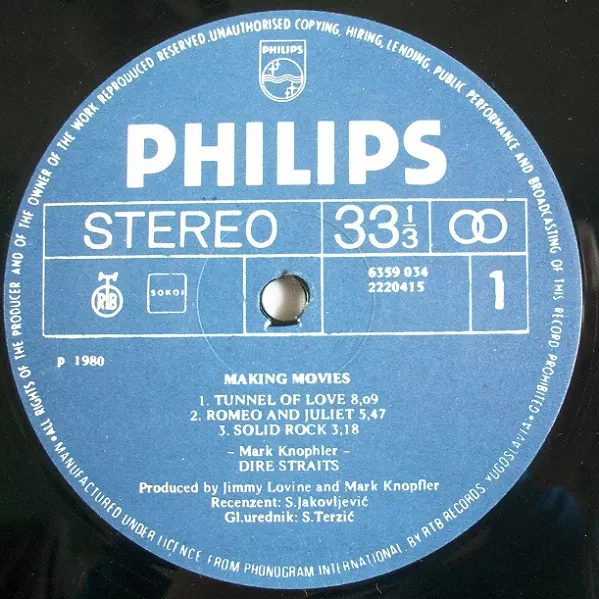 ALL RIGHTS OF THE PRODUCER AND OF THE OWNER OF THE WORK REPRODUCED RESERVED. UNAUTHORISED COPYING, HIRING, LENDING, PUBLIC PERFORMANCE AND BROADCASTING OF THIS RECORD PROHIBITED
PHILIPS
PHILIPS
STEREO 33 1/3
RTB SOKOJ 6359 034 1
2220415
P 1980
MAKING MOVIES
1. TUNNEL OF LOVE 8,09
2. ROMEO AND JULIET 5,47
3. SOLID ROCK 3,18
– Mark Knophler –
DIRE STRAITS
Produced by Jimmy Lovine and Mark Knopfler
Recenzent: S.Jakovljević
Gl.urednik: S.Terzić
• MANUFACTURED UNDER LICENCE FROM PHONOGRAM INTERNATIONAL BY RTB RECORDS YUGOSLAVIA •